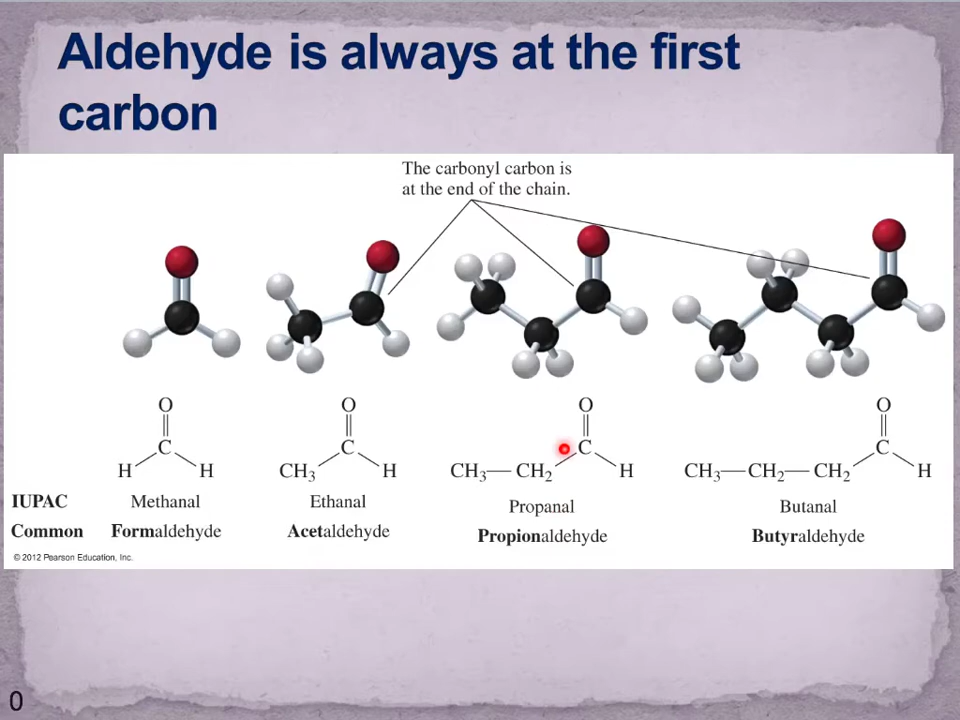 Aldehyde is always at the first
carbon
The carbonyl carbon is
at the end of the chain.
O O O O
C C C C
H H CH₃ H CH₃—CH₂ H CH₃—CH₂—CH₂ H
IUPAC Methanal Ethanal Propanal Butanal
Common Formaldehyde Acetaldehyde Propionaldehyde Butyraldehyde
© 2012 Pearson Education, Inc.
0